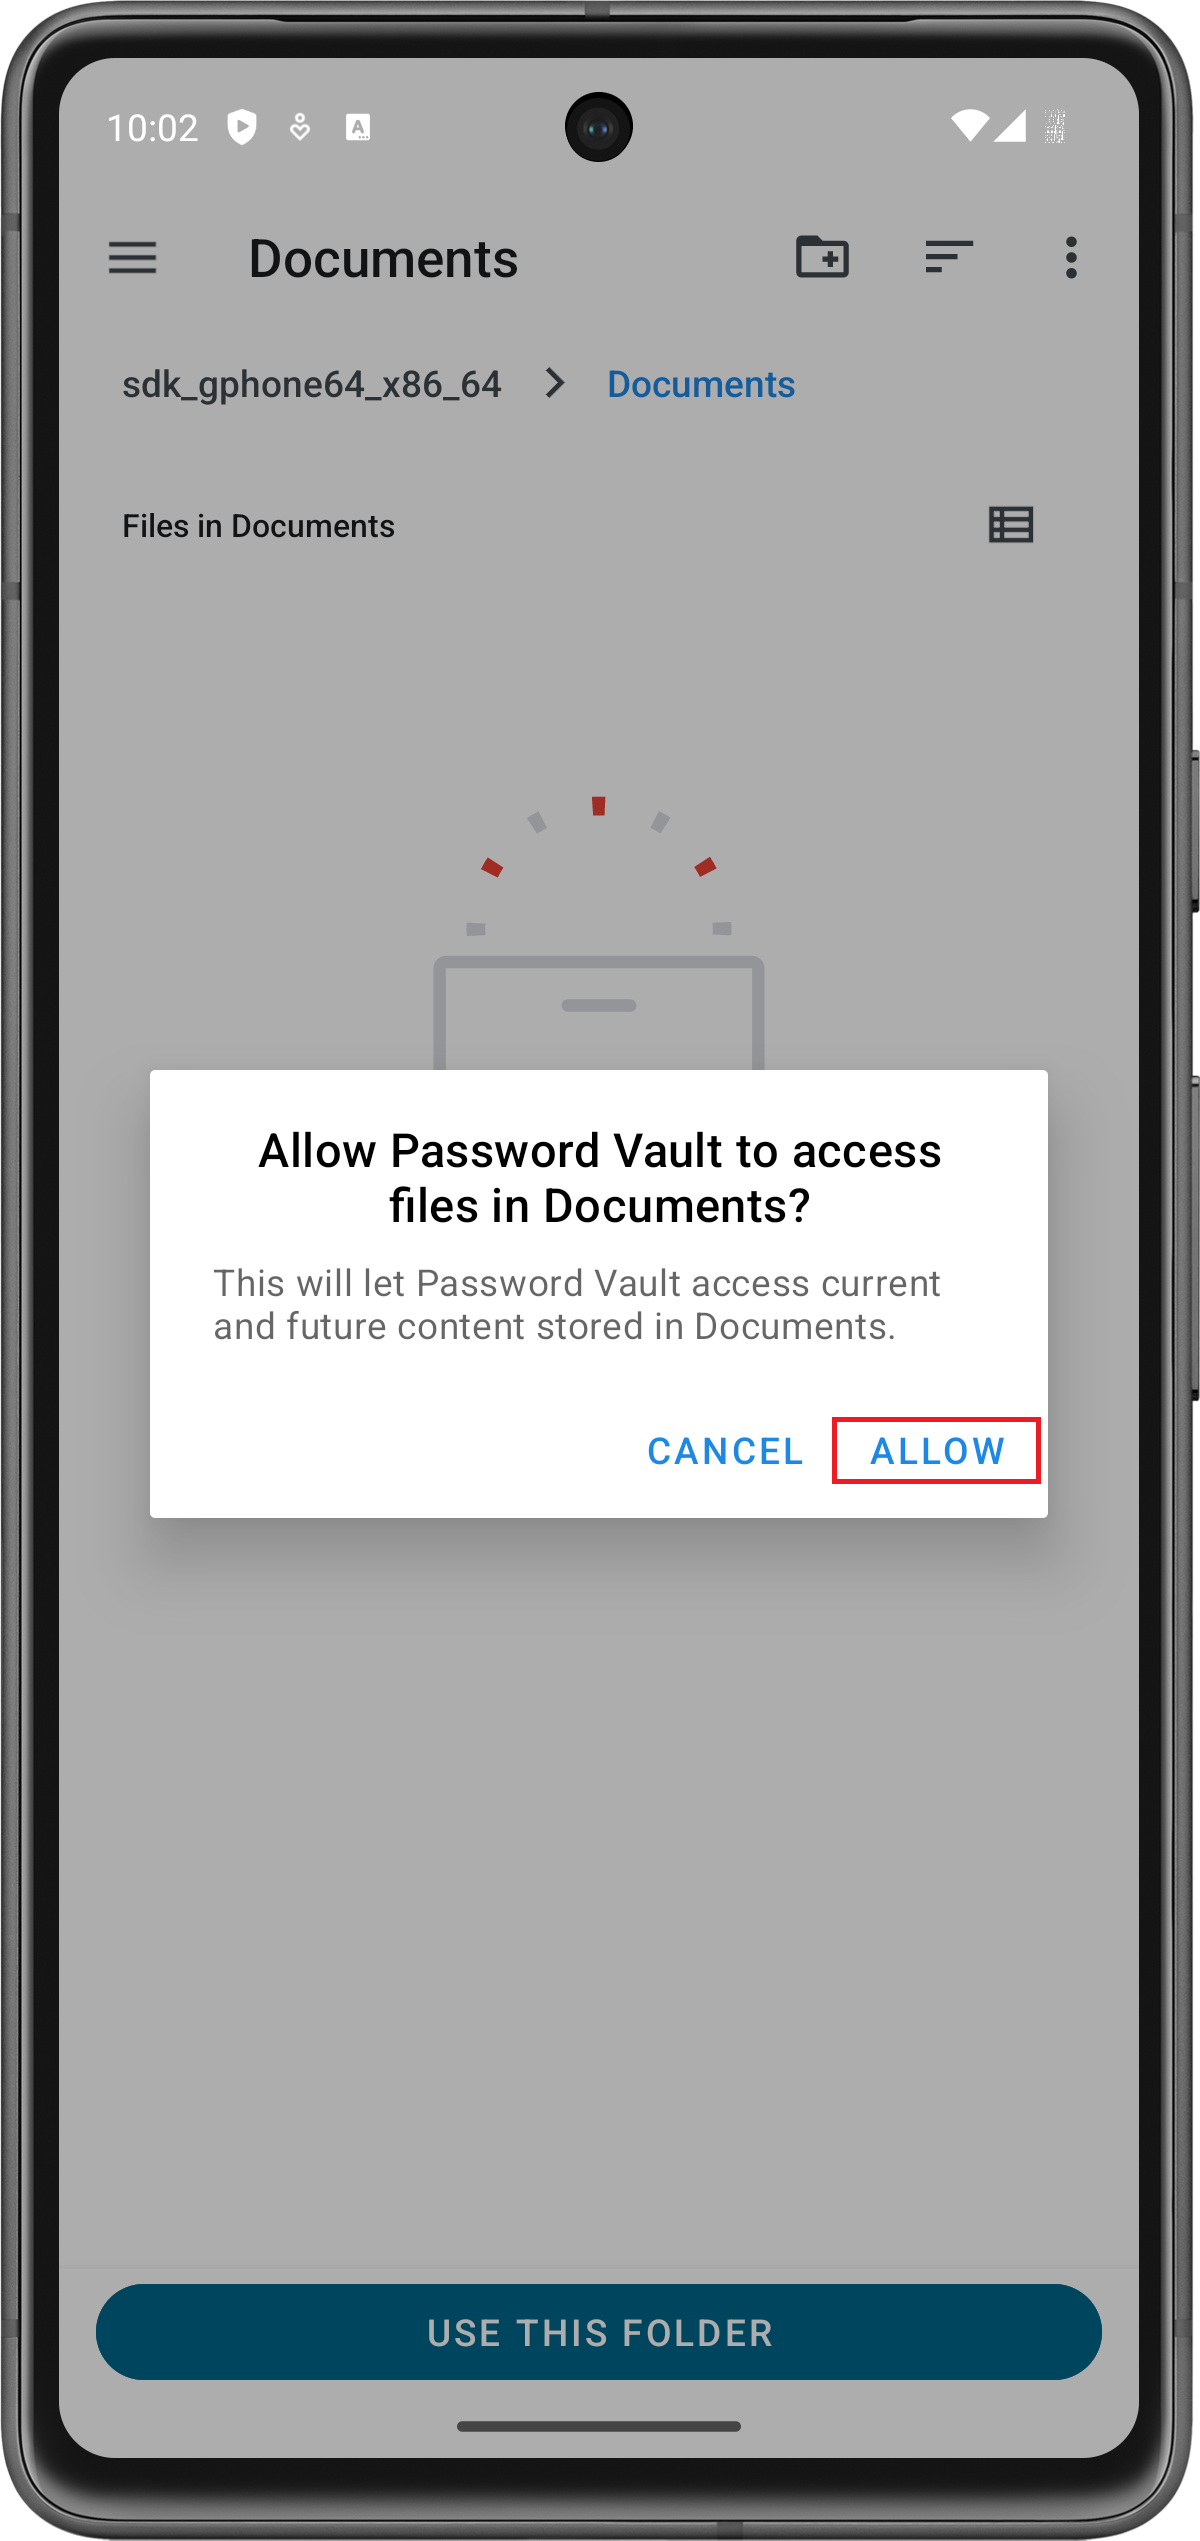 10:02
Documents
sdk_gphone64_x86_64 > Documents
Files in Documents
Allow Password Vault to access
files in Documents?
This will let Password Vault access current
and future content stored in Documents.
CANCEL ALLOW
USE THIS FOLDER